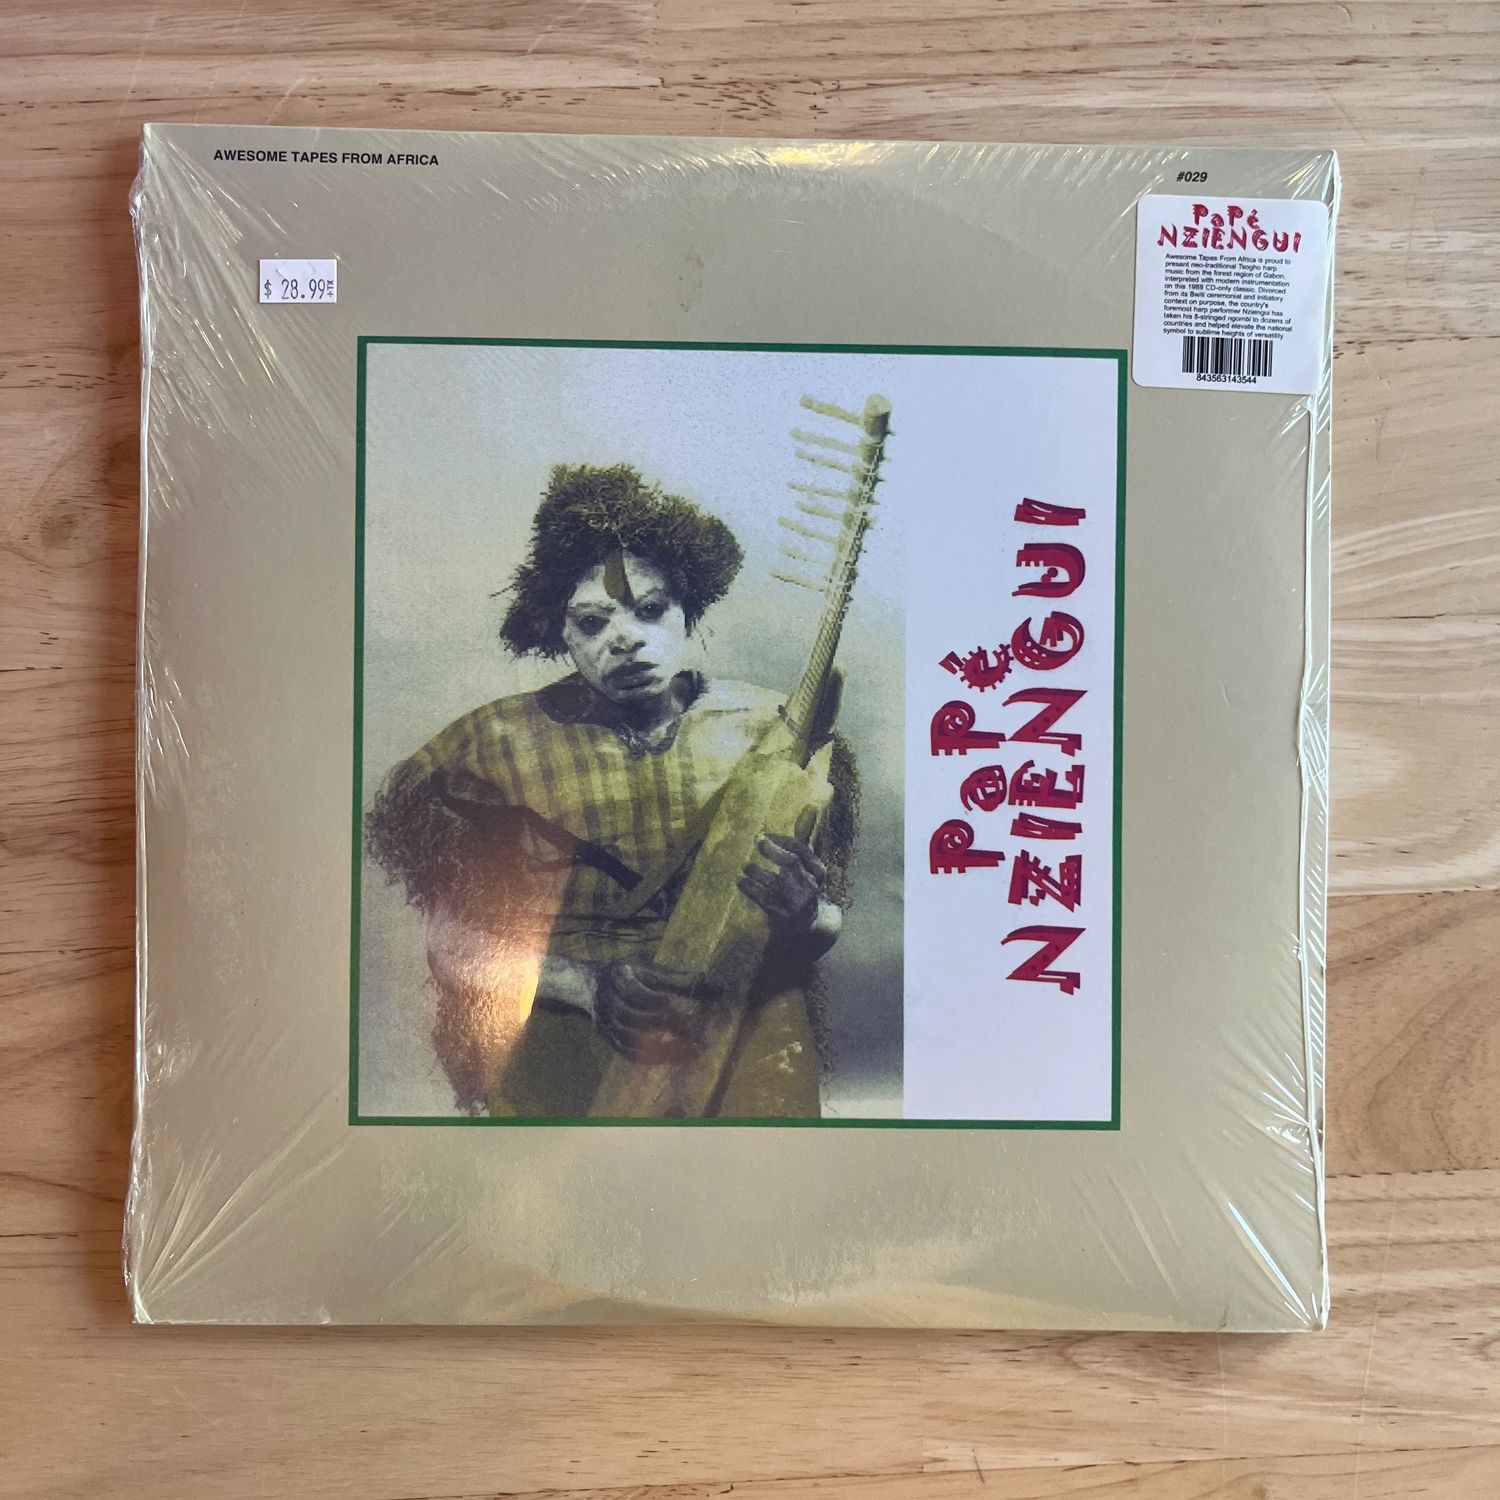 AWESOME TAPES FROM AFRICA
#029
$ 28.99 +TX
PaPé
NZIENGUI
Awesome Tapes From Africa is proud to
present neo-traditional Tsogho harp
music from the forest region of Gabon,
interpreted with modern instrumentation
on this 1989 CD-only classic. Divorced
from its Bwiti ceremonial and initiatory
context on purpose, the country's
foremost harp performer Nziengui has
taken his 8-stringed ngombi to dozens of
countries and helped elevate the national
symbol to sublime heights of versatility.
843563143544
PaPé
NZIENGUI